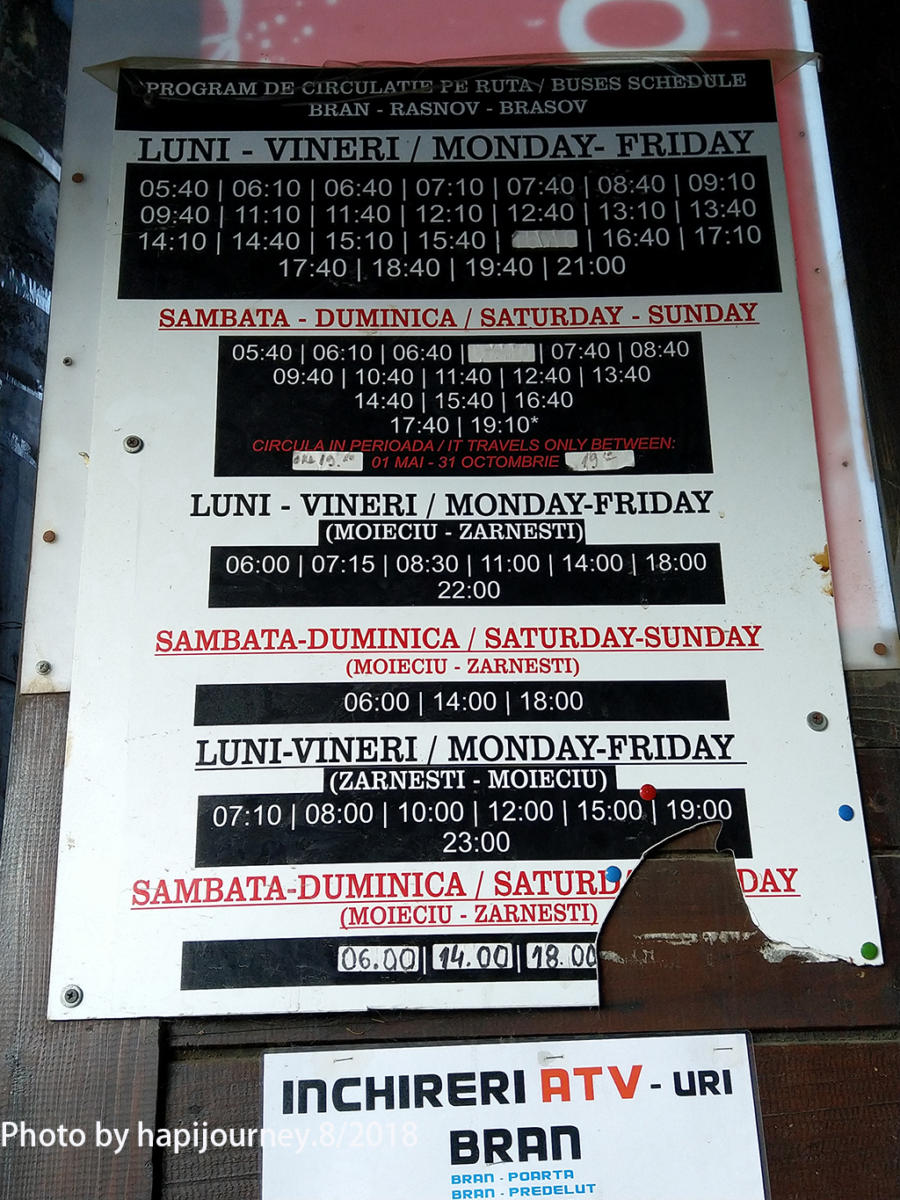 PROGRAM DE CIRCULATIE PE RUTA / BUSES SCHEDULE
BRAN - RASNOV - BRASOV
LUNI - VINERI / MONDAY- FRIDAY
05:40 | 06:10 | 06:40 | 07:10 | 07:40 | 08:40 | 09:10
09:40 | 11:10 | 11:40 | 12:10 | 12:40 | 13:10 | 13:40
14:10 | 14:40 | 15:10 | 15:40 | | 16:40 | 17:10
17:40 | 18:40 | 19:40 | 21:00
SAMBATA - DUMINICA / SATURDAY - SUNDAY
05:40 | 06:10 | 06:40 | | 07:40 | 08:40
09:40 | 10:40 | 11:40 | 12:40 | 13:40
14:40 | 15:40 | 16:40
17:40 | 19:10*
CIRCULA IN PERIOADA / IT TRAVELS ONLY BETWEEN:
01 MAI - 31 OCTOMBRIE
LUNI - VINERI / MONDAY-FRIDAY
(MOIECIU - ZARNESTI)
06:00 | 07:15 | 08:30 | 11:00 | 14:00 | 18:00
22:00
SAMBATA-DUMINICA / SATURDAY-SUNDAY
(MOIECIU - ZARNESTI)
06:00 | 14:00 | 18:00
LUNI-VINERI / MONDAY-FRIDAY
(ZARNESTI - MOIECIU)
07:10 | 08:00 | 10:00 | 12:00 | 15:00 | 19:00
23:00
SAMBATA-DUMINICA / SATURD DAY
(MOIECIU - ZARNESTI)
06.00 | 14.00 | 18.00
INCHIRERI ATV - URI
BRAN
BRAN - POARTA
BRAN - PREDELUT
Photo by hapijourney.8/2018